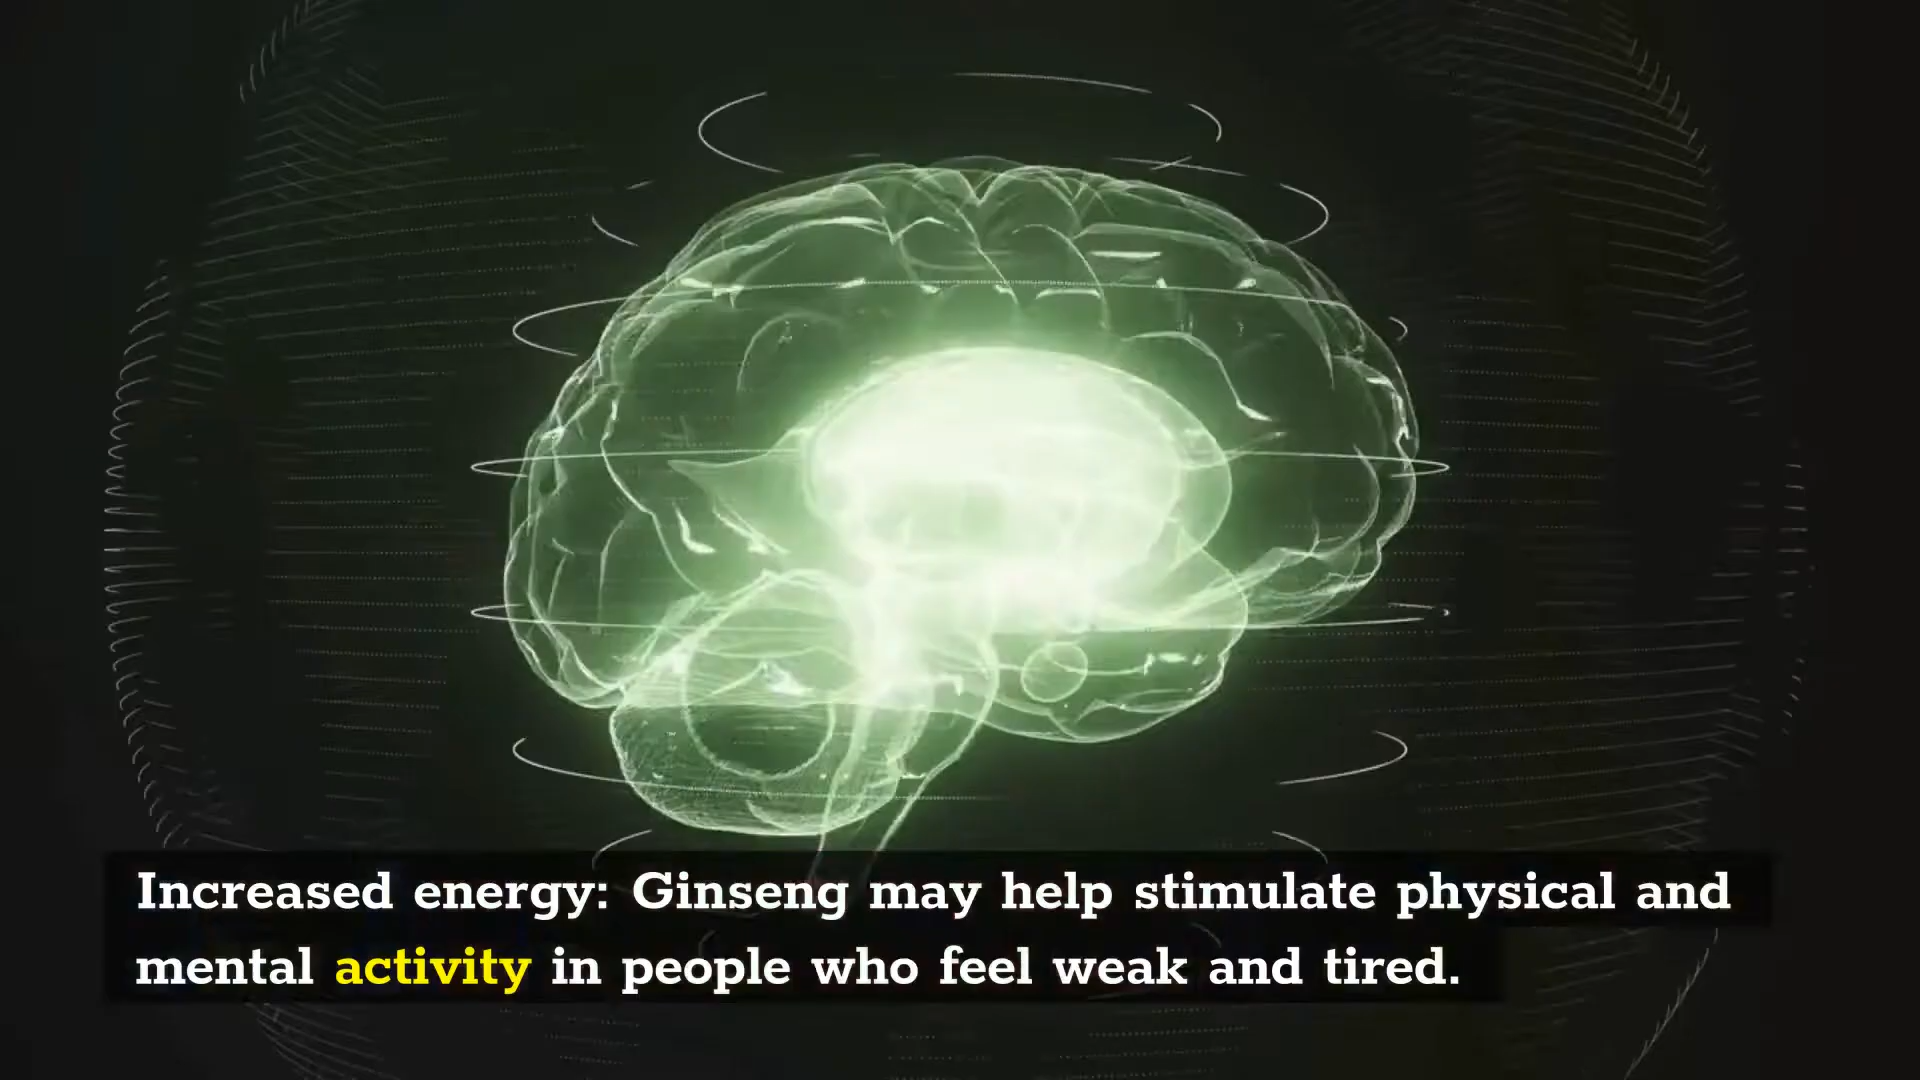 Increased energy: Ginseng may help stimulate physical and
mental activity in people who feel weak and tired.